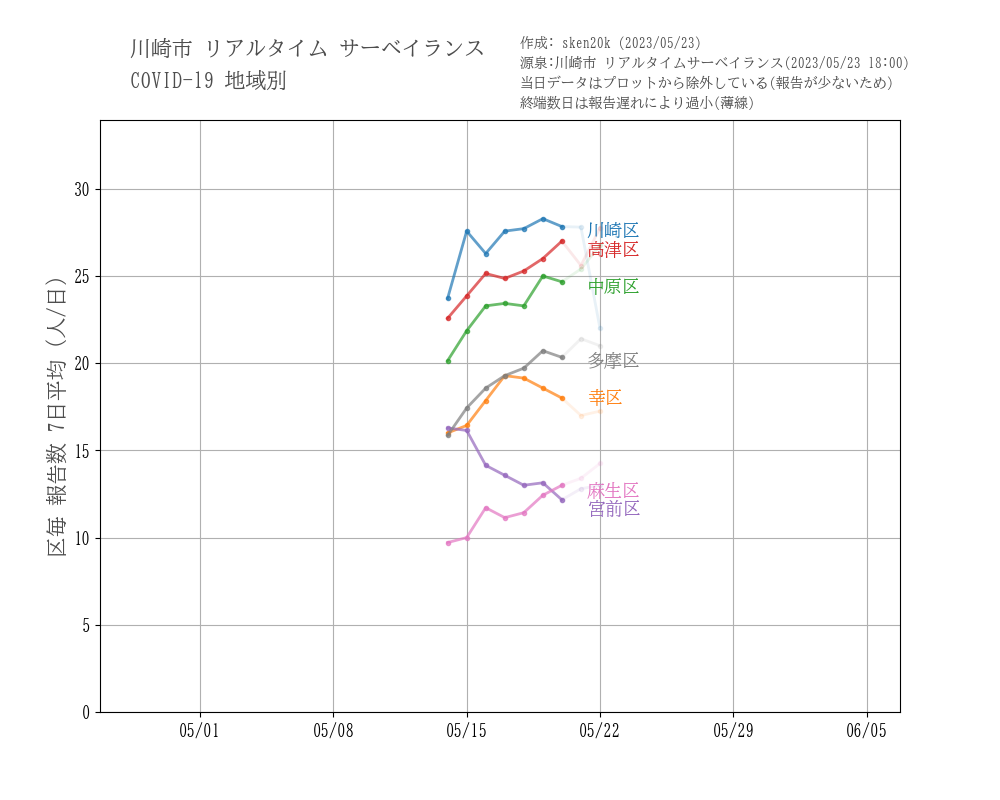 川崎市 リアルタイム サーベイランス
COVID-19 地域別
作成: sken20k (2023/05/23)
源泉:川崎市 リアルタイムサーベイランス(2023/05/23 18:00)
当日データはプロットから除外している(報告が少ないため)
終端数日は報告遅れにより過小(薄線)
区毎 報告数 7日平均 (人/日)
30
25
20
15
10
5
0
川崎区
高津区
中原区
多摩区
幸区
麻生区
宮前区
05/01
05/08
05/15
05/22
05/29
06/05